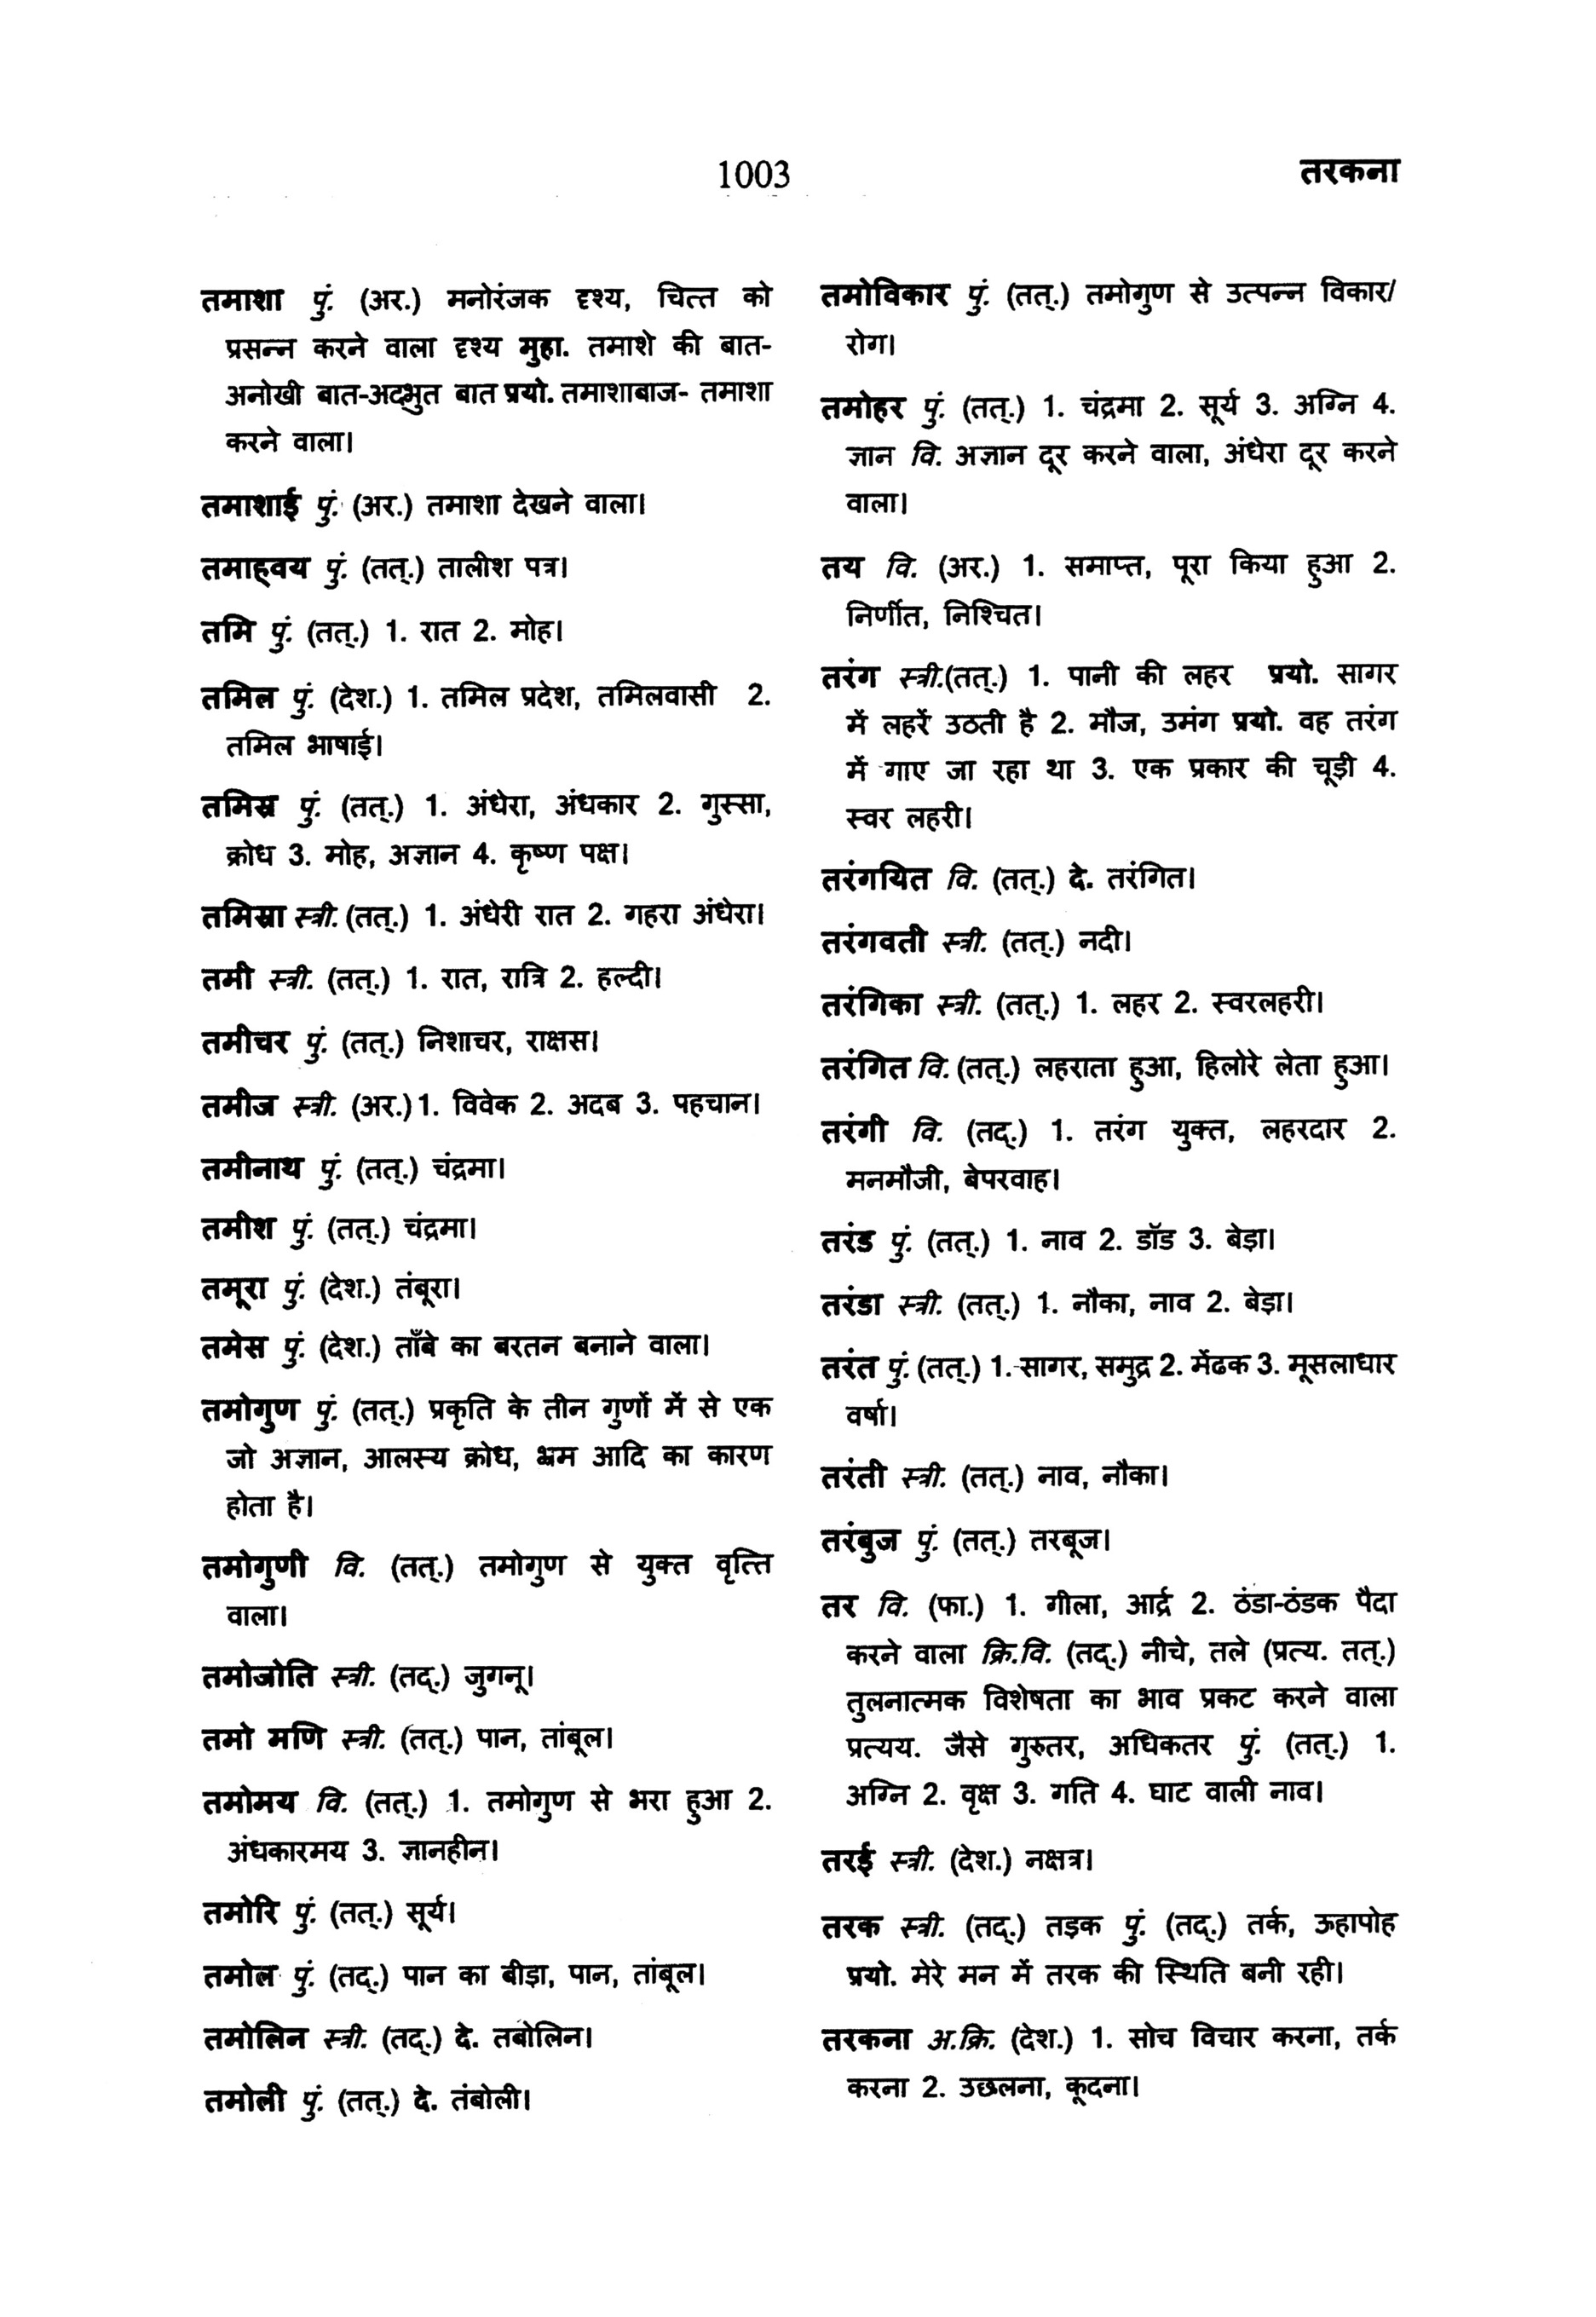 1003
तरकना
तमाशा पुं. (अर.) मनोरंजक दृश्य, चित्त को
प्रसन्न करने वाला दृश्य मुहा. तमाशे की बात-
अनोखी बात-अद्भुत बात प्रयो. तमाशाबाज- तमाशा
करने वाला।
तमाशाई पुं. (अर.) तमाशा देखने वाला।
तमाह्वय पुं. (तत्.) तालीश पत्र।
तमि पुं. (तत्.) 1. रात 2. मोह।
तमिल पुं. (देश.) 1. तमिल प्रदेश, तमिलवासी 2.
तमिल भाषाई।
तमिस्र पुं. (तत्.) 1. अंधेरा, अंधकार 2. गुस्सा,
क्रोध 3. मोह, अज्ञान 4. कृष्ण पक्ष।
तमिस्रा स्त्री. (तत्.) 1. अंधेरी रात 2. गहरा अंधेरा।
तमी स्त्री. (तत्.) 1. रात, रात्रि 2. हल्दी।
तमीचर पुं. (तत्.) निशाचर, राक्षस।
तमीज स्त्री. (अर.) 1. विवेक 2. अदब 3. पहचान।
तमीनाथ पुं. (तत्.) चंद्रमा।
तमीश पुं. (तत्.) चंद्रमा।
तमूरा पुं. (देश.) तंबूरा।
तमेस पुं. (देश.) ताँबे का बरतन बनाने वाला।
तमोगुण पुं. (तत्.) प्रकृति के तीन गुणों में से एक
जो अज्ञान, आलस्य क्रोध, भ्रम आदि का कारण
होता है।
तमोगुणी वि. (तत्.) तमोगुण से युक्त वृत्ति
वाला।
तमोजोति स्त्री. (तद्.) जुगनू।
तमो मणि स्त्री. (तत्.) पान, तांबूल।
तमोमय वि. (तत्.) 1. तमोगुण से भरा हुआ 2.
अंधकारमय 3. ज्ञानहीन।
तमोरि पुं. (तत्.) सूर्य।
तमोल पुं. (तद्.) पान का बीड़ा, पान, तांबूल।
तमोलिन स्त्री. (तद्.) दे. तबोलिन।
तमोली पुं. (तत्.) दे. तंबोली।
तमोविकार पुं. (तत्.) तमोगुण से उत्पन्न विकार/
रोग।
तमोहर पुं. (तत्.) 1. चंद्रमा 2. सूर्य 3. अग्नि 4.
ज्ञान वि. अज्ञान दूर करने वाला, अंधेरा दूर करने
वाला।
तय वि. (अर.) 1. समाप्त, पूरा किया हुआ 2.
निर्णीत, निश्चित।
तरंग स्त्री.(तत्.) 1. पानी की लहर प्रयो. सागर
में लहरें उठती है 2. मौज, उमंग प्रयो. वह तरंग
में गाए जा रहा था 3. एक प्रकार की चूड़ी 4.
स्वर लहरी।
तरंगयित वि. (तत्.) दे. तरंगित।
तरंगवती स्त्री. (तत्.) नदी।
तरंगिका स्त्री. (तत्.) 1. लहर 2. स्वरलहरी।
तरंगित वि. (तत्.) लहराता हुआ, हिलोरे लेता हुआ।
तरंगी वि. (तद्.) 1. तरंग युक्त, लहरदार 2.
मनमौजी, बेपरवाह।
तरंड पुं. (तत्.) 1. नाव 2. डॉड 3. बेड़ा।
तरंडा स्त्री. (तत्.) 1. नौका, नाव 2. बेड़ा।
तरंत पुं. (तत्.) 1. सागर, समुद्र 2. मेंढक 3. मूसलाधार
वर्षा।
तरंती स्त्री. (तत्.) नाव, नौका।
तरंबुज पुं. (तत्.) तरबूज।
तर वि. (फा.) 1. गीला, आर्द्र 2. ठंडा-ठंडक पैदा
करने वाला क्रि.वि. (तद्.) नीचे, तले (प्रत्य. तत्.)
तुलनात्मक विशेषता का भाव प्रकट करने वाला
प्रत्यय. जैसे गुरुतर, अधिकतर पुं. (तत्.) 1.
अग्नि 2. वृक्ष 3. गति 4. घाट वाली नाव।
तरई स्त्री. (देश.) नक्षत्र।
तरक स्त्री. (तद्.) तड़क पुं. (तद्.) तर्क, ऊहापोह
प्रयो. मेरे मन में तरक की स्थिति बनी रही।
तरकना अ.क्रि. (देश.) 1. सोच विचार करना, तर्क
करना 2. उछलना, कूदना।